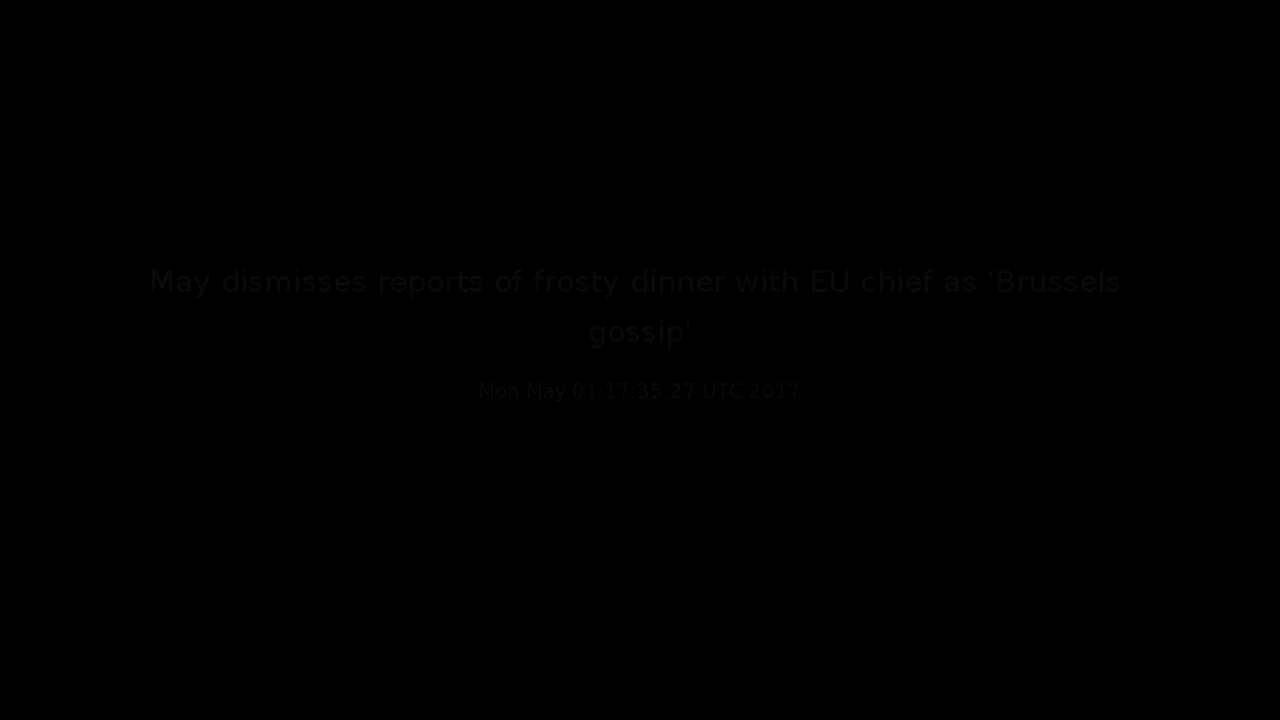 May dismisses reports of frosty dinner with EU chief as 'Brussels
gossip'
Mon May 01 17:35:27 UTC 2017